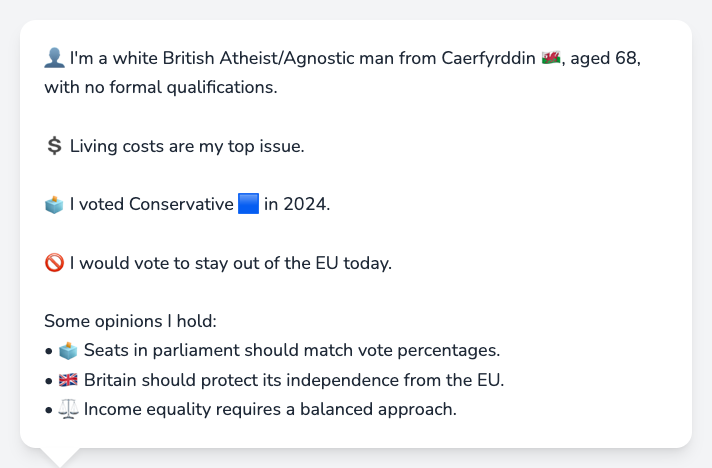 👤 I'm a white British Atheist/Agnostic man from Caerfyrddin 🏴󠁧󠁢󠁷󠁬󠁳󠁿, aged 68,
with no formal qualifications.
💲 Living costs are my top issue.
🗳️ I voted Conservative 🟦 in 2024.
🚫 I would vote to stay out of the EU today.
Some opinions I hold:
• 🗳️ Seats in parliament should match vote percentages.
• 🇬🇧 Britain should protect its independence from the EU.
• ⚖️ Income equality requires a balanced approach.